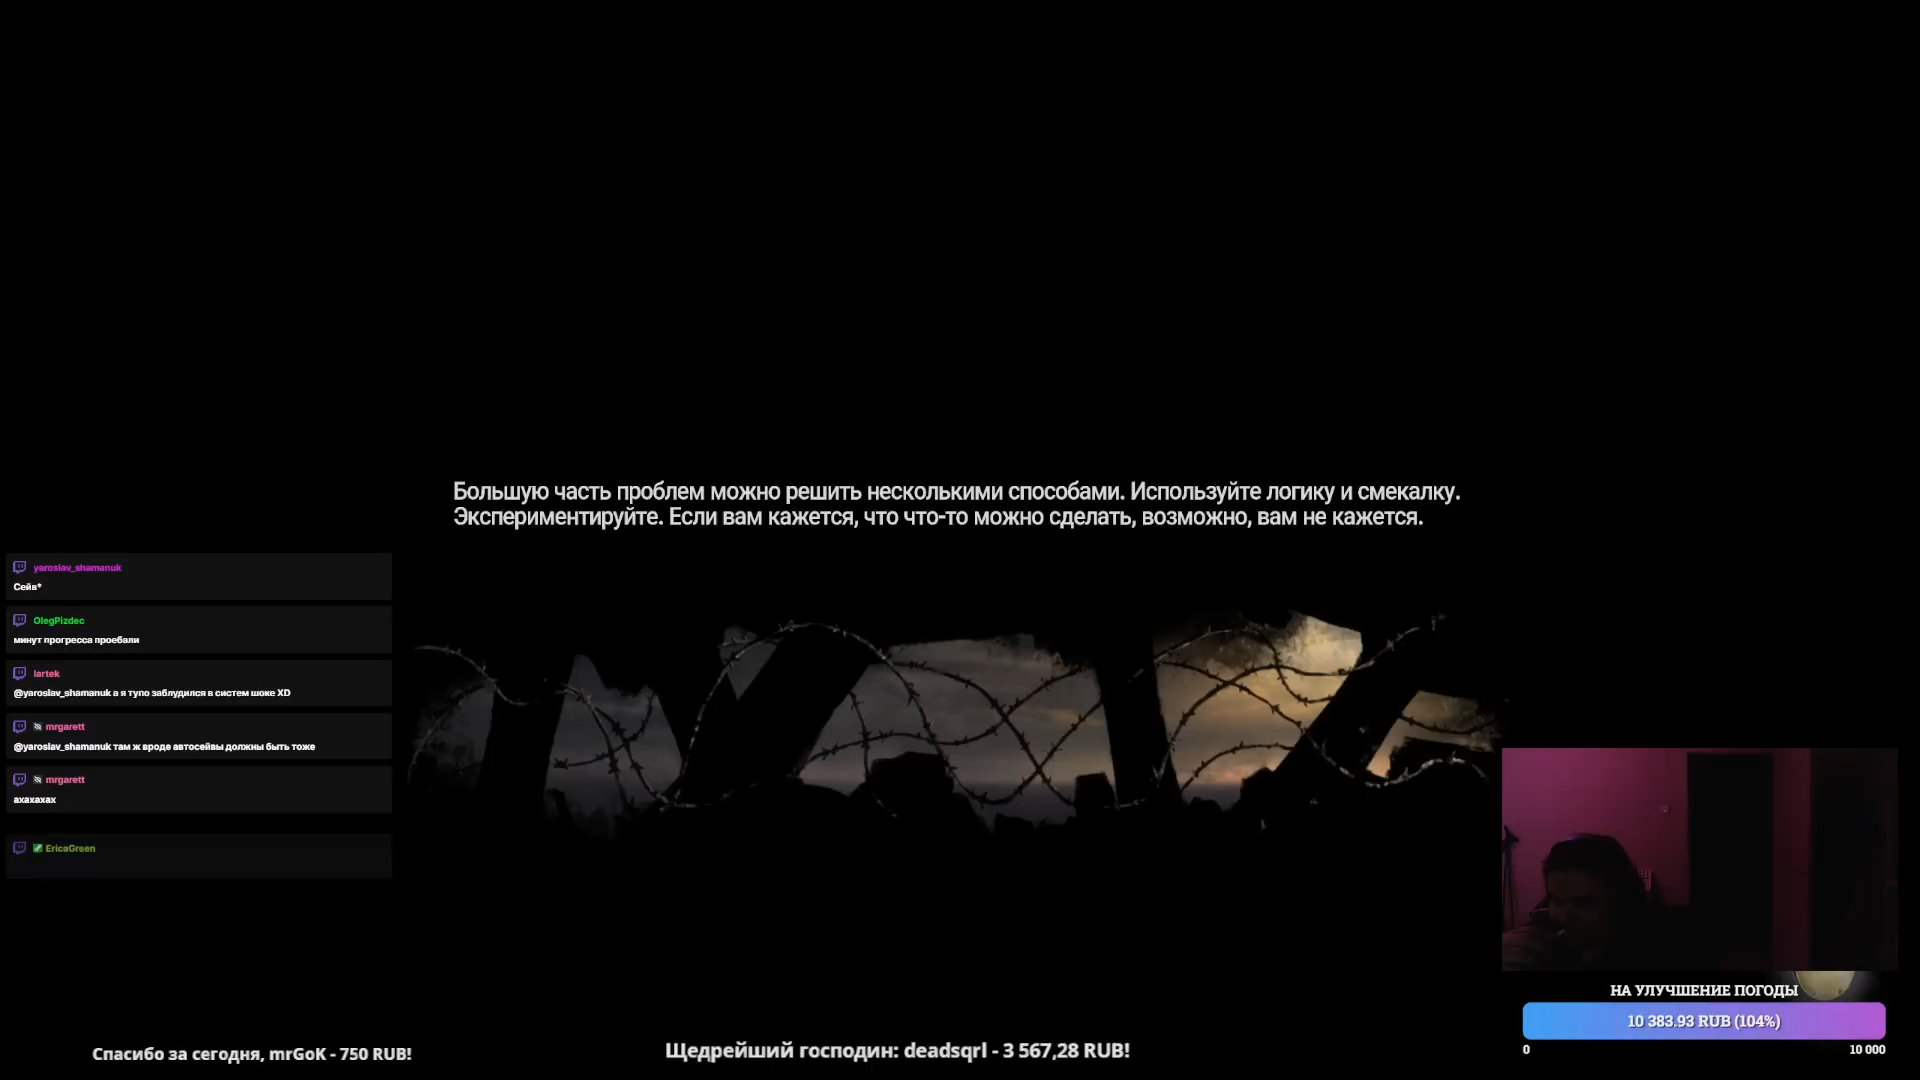 Большую часть проблем можно решить несколькими способами. Используйте логику и смекалку.
Экспериментируйте. Если вам кажется, что что-то можно сделать, возможно, вам не кажется.
yaroslav_shamanuk
Сейв*
OlegPizdec
минут прогресса проебали
lartek
@yaroslav_shamanuk а я тупо заблудился в систем шоке XD
mrgarett
@yaroslav_shamanuk там ж вроде автосейвы должны быть тоже
mrgarett
ахахахах
EricaGreen
НА УЛУЧШЕНИЕ ПОГОДЫ
10 383.93 RUB (104%)
0
10 000
Спасибо за сегодня, mrGoK - 750 RUB!
Щедрейший господин: deadsqrl - 3 567,28 RUB!